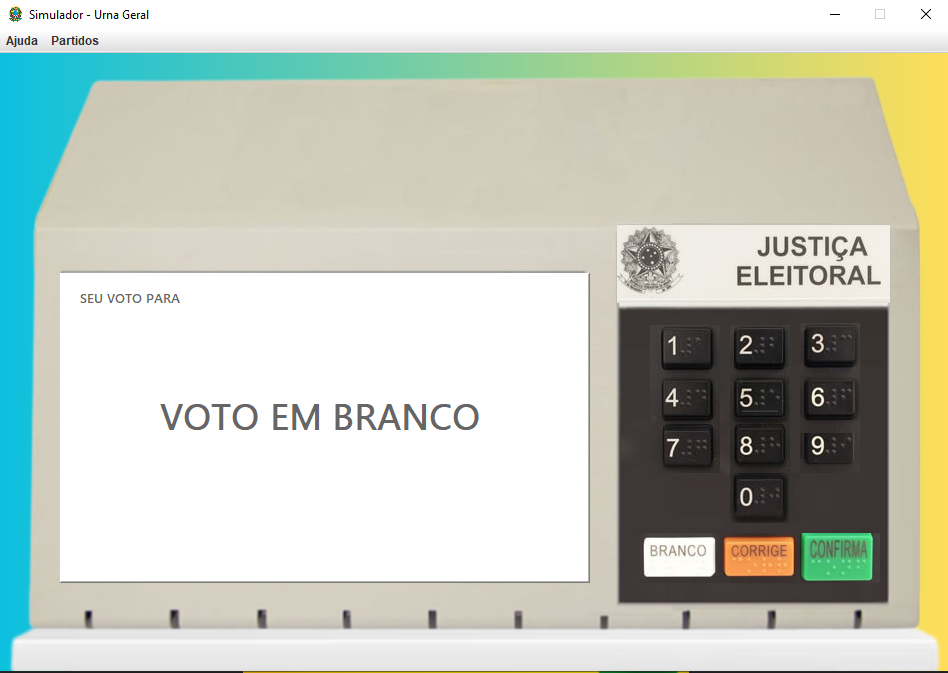 Simulador - Urna Geral
Ajuda Partidos
JUSTIÇA
ELEITORAL
SEU VOTO PARA
VOTO EM BRANCO
1 2 3
4 5 6
7 8 9
0
BRANCO CORRIGE CONFIRMA